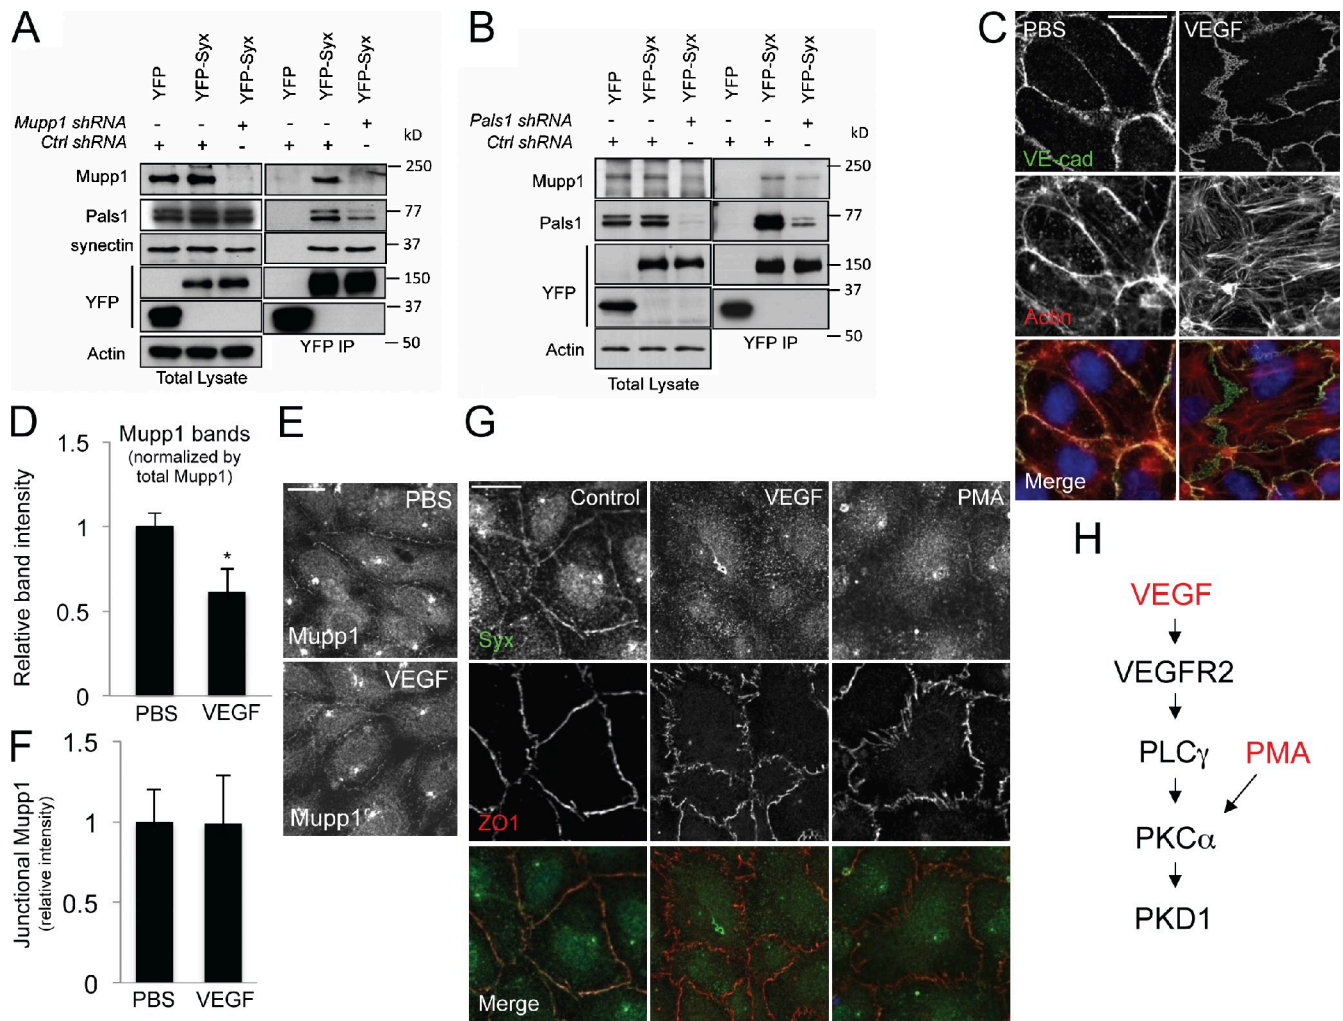 A
YFP
YFP-Syx
YFP-Syx
YFP
YFP-Syx
YFP-Syx
Mupp1 shRNA - - + - - +
Ctrl shRNA + + - + + -
kD
Mupp1
250
Pals1
77
synectin
37
YFP
150
37
Actin
50
YFP IP
Total Lysate
B
YFP
YFP-Syx
YFP-Syx
YFP
YFP-Syx
YFP-Syx
Pals1 shRNA - - + - - +
Ctrl shRNA + + - + + -
kD
Mupp1
250
Pals1
77
YFP
150
37
Actin
50
YFP IP
Total Lysate
C
PBS
VEGF
VE-cad
Actin
Merge
D
Mupp1 bands
(normalized by
total Mupp1)
Relative band intensity
1.5
1
0.5
0
*
PBS VEGF
E
PBS
Mupp1
VEGF
Mupp1
F
Junctional Mupp1
(relative intensity)
1.5
1
0.5
0
PBS VEGF
G
Control
VEGF
PMA
Syx
ZO1
Merge
H
VEGF
VEGFR2
PLCγ PMA
PKCα
PKD1